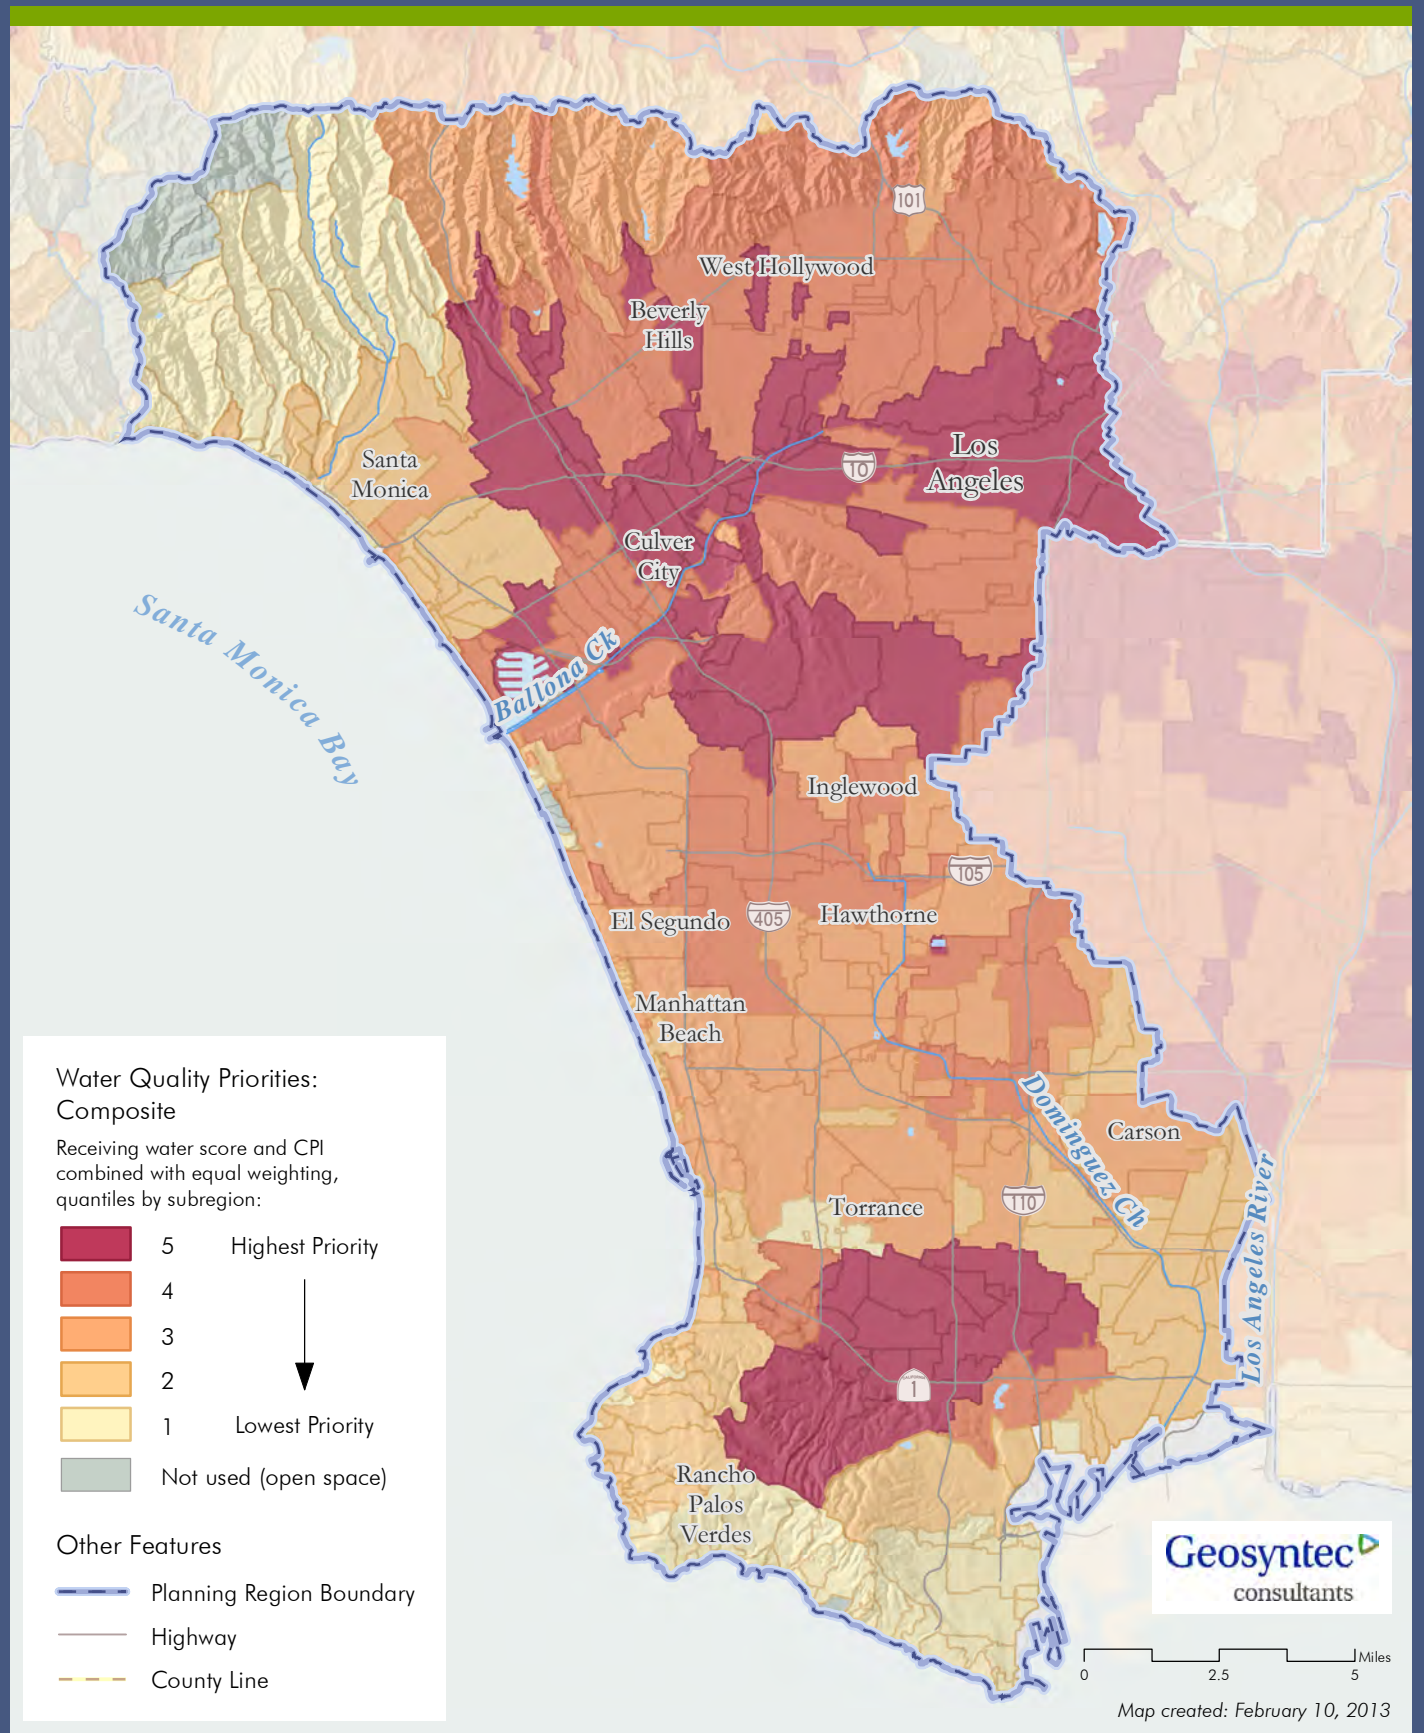 101
West Hollywood
Beverly
Hills
Los
Angeles
10
Santa
Monica
Culver
City
Santa Monica Bay
Ballona Ck
Inglewood
105
El Segundo
405
Hawthorne
Manhattan
Beach
Dominguez Ch
Carson
Torrance
110
Los Angeles River
1
Rancho
Palos
Verdes
Water Quality Priorities:
Composite
Receiving water score and CPI
combined with equal weighting,
quantiles by subregion:
5 Highest Priority
4
3
2
1 Lowest Priority
Not used (open space)
Other Features
Planning Region Boundary
Highway
County Line
Geosyntec
consultants
Miles
0 2.5 5
Map created: February 10, 2013